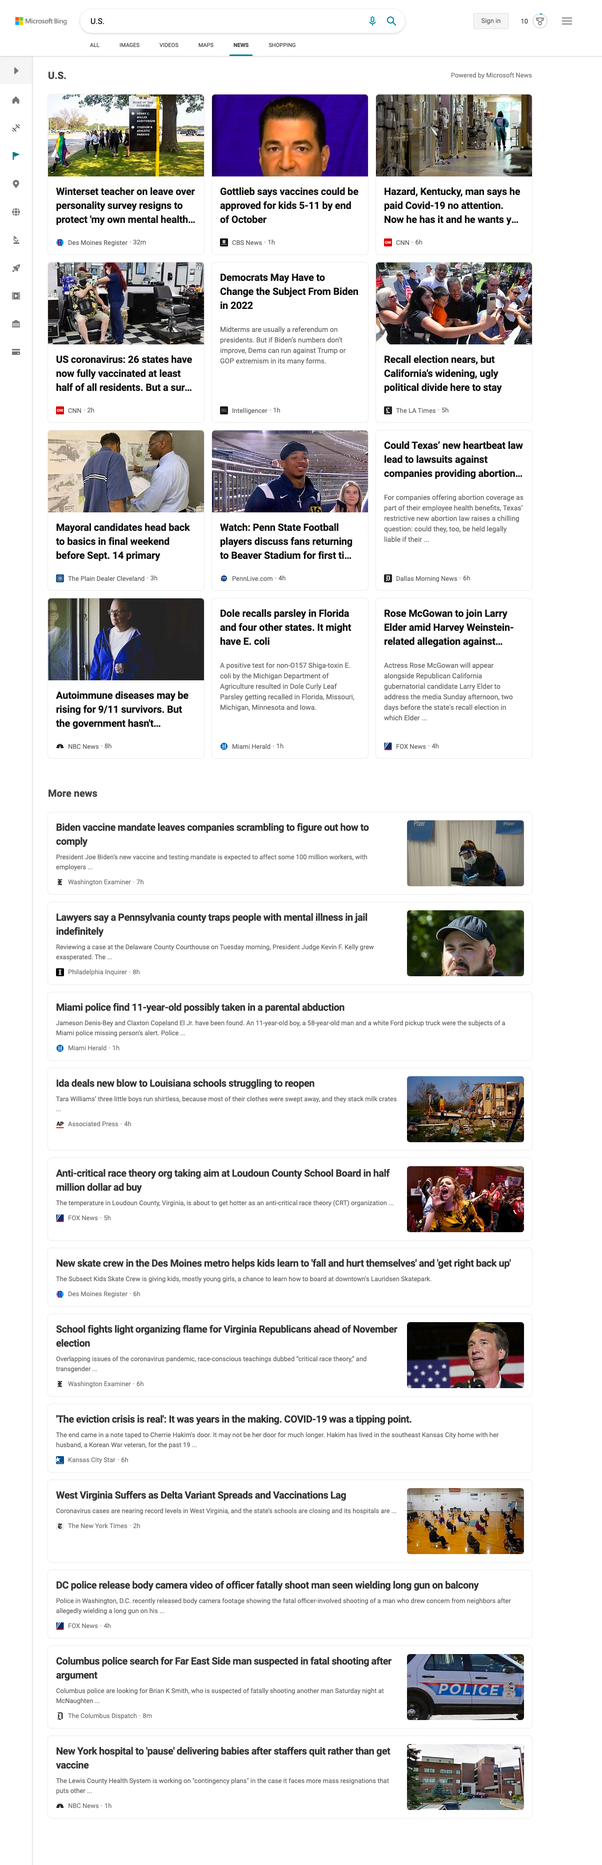 Microsoft Bing
U.S.
Sign in
10
ALL
IMAGES
VIDEOS
MAPS
NEWS
SHOPPING
U.S.
Powered by Microsoft News
Winterset teacher on leave over
personality survey resigns to
protect 'my own mental health...
Des Moines Register · 32m
Gottlieb says vaccines could be
approved for kids 5-11 by end
of October
CBS News · 1h
Hazard, Kentucky, man says he
paid Covid-19 no attention.
Now he has it and he wants y...
CNN · 6h
US coronavirus: 26 states have
now fully vaccinated at least
half of all residents. But a sur...
CNN · 2h
Democrats May Have to
Change the Subject From Biden
in 2022
Midterms are usually a referendum on
presidents. But if Biden's numbers don't
improve, Dems can run against Trump or
GOP extremism in its many forms.
Intelligencer · 1h
Recall election nears, but
California's widening, ugly
political divide here to stay
The LA Times · 5h
Mayoral candidates head back
to basics in final weekend
before Sept. 14 primary
The Plain Dealer Cleveland · 3h
Watch: Penn State Football
players discuss fans returning
to Beaver Stadium for first ti...
PennLive.com · 4h
Could Texas' new heartbeat law
lead to lawsuits against
companies providing abortion...
For companies offering abortion coverage as
part of their employee health benefits, Texas'
restrictive new abortion law raises a chilling
question: could they, too, be held legally
liable if their ...
Dallas Morning News · 6h
Autoimmune diseases may be
rising for 9/11 survivors. But
the government hasn't...
NBC News · 8h
Dole recalls parsley in Florida
and four other states. It might
have E. coli
A positive test for non-O157 Shiga-toxin E.
coli by the Michigan Department of
Agriculture resulted in Dole Curly Leaf
Parsley getting recalled in Florida, Missouri,
Michigan, Minnesota and Iowa.
Miami Herald · 1h
Rose McGowan to join Larry
Elder amid Harvey Weinstein-
related allegation against...
Actress Rose McGowan will appear
alongside Republican California
gubernatorial candidate Larry Elder to
address the media Sunday afternoon, two
days before the state's recall election in
which Elder ...
FOX News · 4h
More news
Biden vaccine mandate leaves companies scrambling to figure out how to
comply
President Joe Biden's new vaccine and testing mandate is expected to affect some 100 million workers, with
employers ...
Washington Examiner · 7h
Lawyers say a Pennsylvania county traps people with mental illness in jail
indefinitely
Reviewing a case at the Delaware County Courthouse on Tuesday morning, President Judge Kevin F. Kelly grew
exasperated. The ...
Philadelphia Inquirer · 8h
Miami police find 11-year-old possibly taken in a parental abduction
Jameson Denis-Bey and Claxton Copeland El Jr. have been found. An 11-year-old boy, a 58-year-old man and a white Ford pickup truck were the subjects of a
Miami police missing person's alert. Police ...
Miami Herald · 1h
Ida deals new blow to Louisiana schools struggling to reopen
Tara Williams' three little boys run shirtless, because most of their clothes were swept away, and they stack milk crates
...
AP
Associated Press · 4h
Anti-critical race theory org taking aim at Loudoun County School Board in half
million dollar ad buy
The temperature in Loudoun County, Virginia, is about to get hotter as an anti-critical race theory (CRT) organization ...
FOX News · 5h
New skate crew in the Des Moines metro helps kids learn to 'fall and hurt themselves' and 'get right back up'
The Subsect Kids Skate Crew is giving kids, mostly young girls, a chance to learn how to board at downtown's Lauridsen Skatepark.
Des Moines Register · 6h
School fights light organizing flame for Virginia Republicans ahead of November
election
Overlapping issues of the coronavirus pandemic, race-conscious teachings dubbed "critical race theory," and
transgender ...
Washington Examiner · 6h
'The eviction crisis is real': It was years in the making. COVID-19 was a tipping point.
The end came in a note taped to Cherrie Hakim's door. It may not be her door for much longer. Hakim has lived in the southeast Kansas City home with her
husband, a Korean War veteran, for the past 19 ...
Kansas City Star · 6h
West Virginia Suffers as Delta Variant Spreads and Vaccinations Lag
Coronavirus cases are nearing record levels in West Virginia, and the state's schools are closing and its hospitals are ...
The New York Times · 2h
DC police release body camera video of officer fatally shoot man seen wielding long gun on balcony
Police in Washington, D.C. recently released body camera footage showing the fatal officer-involved shooting of a man who drew concern from neighbors after
allegedly wielding a long gun on his ...
FOX News · 4h
Columbus police search for Far East Side man suspected in fatal shooting after
argument
Columbus police are looking for Brian K Smith, who is suspected of fatally shooting another man Saturday night at
McNaughten ...
POLICE
The Columbus Dispatch · 8m
New York hospital to 'pause' delivering babies after staffers quit rather than get
vaccine
The Lewis County Health System is working on "contingency plans" in the case it faces more mass resignations that
puts other ...
NBC News · 1h